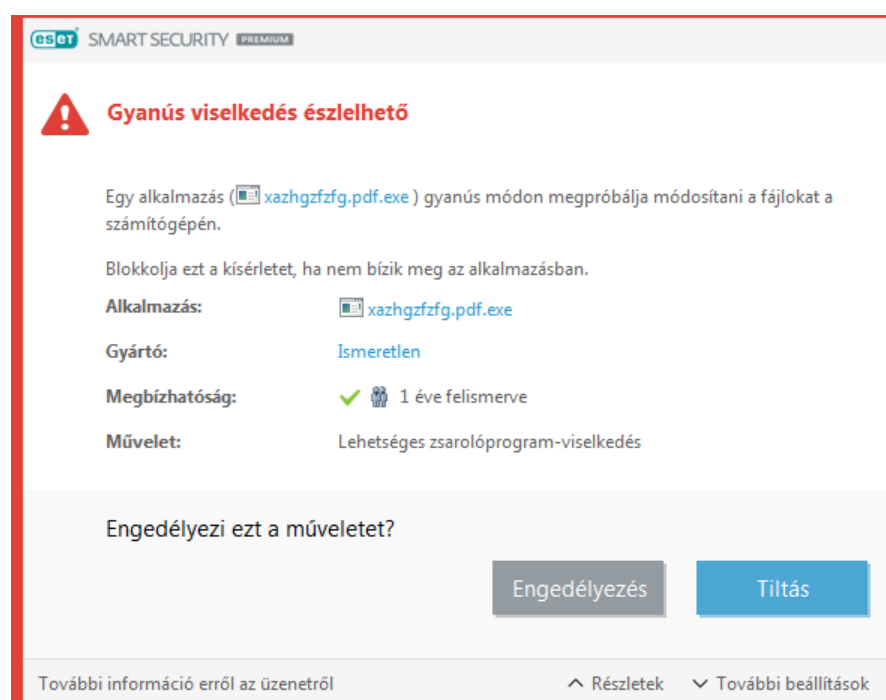 eset SMART SECURITY PREMIUM
Gyanús viselkedés észlelhető
Egy alkalmazás ( xazhgzfzfg.pdf.exe ) gyanús módon megpróbálja módosítani a fájlokat a
számítógépén.
Blokkolja ezt a kísérletet, ha nem bízik meg az alkalmazásban.
Alkalmazás: xazhgzfzfg.pdf.exe
Gyártó: Ismeretlen
Megbízhatóság: 1 éve felismerve
Művelet: Lehetséges zsarolóprogram-viselkedés
Engedélyezi ezt a műveletet?
Engedélyezés Tiltás
További információ erről az üzenetről Részletek További beállítások